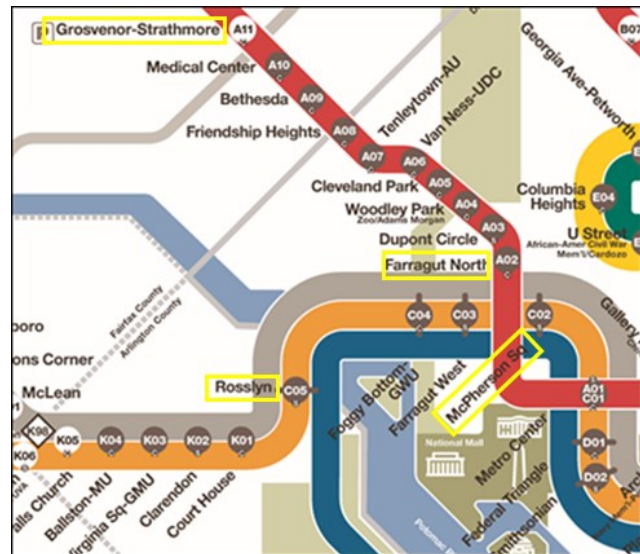 P Grosvenor-Strathmore A11
B07
Medical Center A10
Georgia Ave-Petworth
Bethesda A09
Tenleytown-AU
Van Ness-UDC
Friendship Heights A08
A07 A06
Cleveland Park A05
Woodley Park A04
Zoo/Adams Morgan
Columbia
Heights
E04
Dupont Circle A03
U Street
African-Amer Civil War
Mem'l/Cardozo
Farragut North A02
Fairfax County
Arlington County
C04 C03 C02
Gallery
boro
ons Corner
McLean
Rosslyn C05
Foggy Bottom-
GWU
Farragut West
McPherson Sq
A01
C01
K98
K06 K05 K04 K03 K02 K01
National Mall
Metro Center
D01
D02
alls Church
Ballston-MU
Virginia Sq-GMU
Clarendon
Court House
Potomac
Federal Triangle
Smithsonian